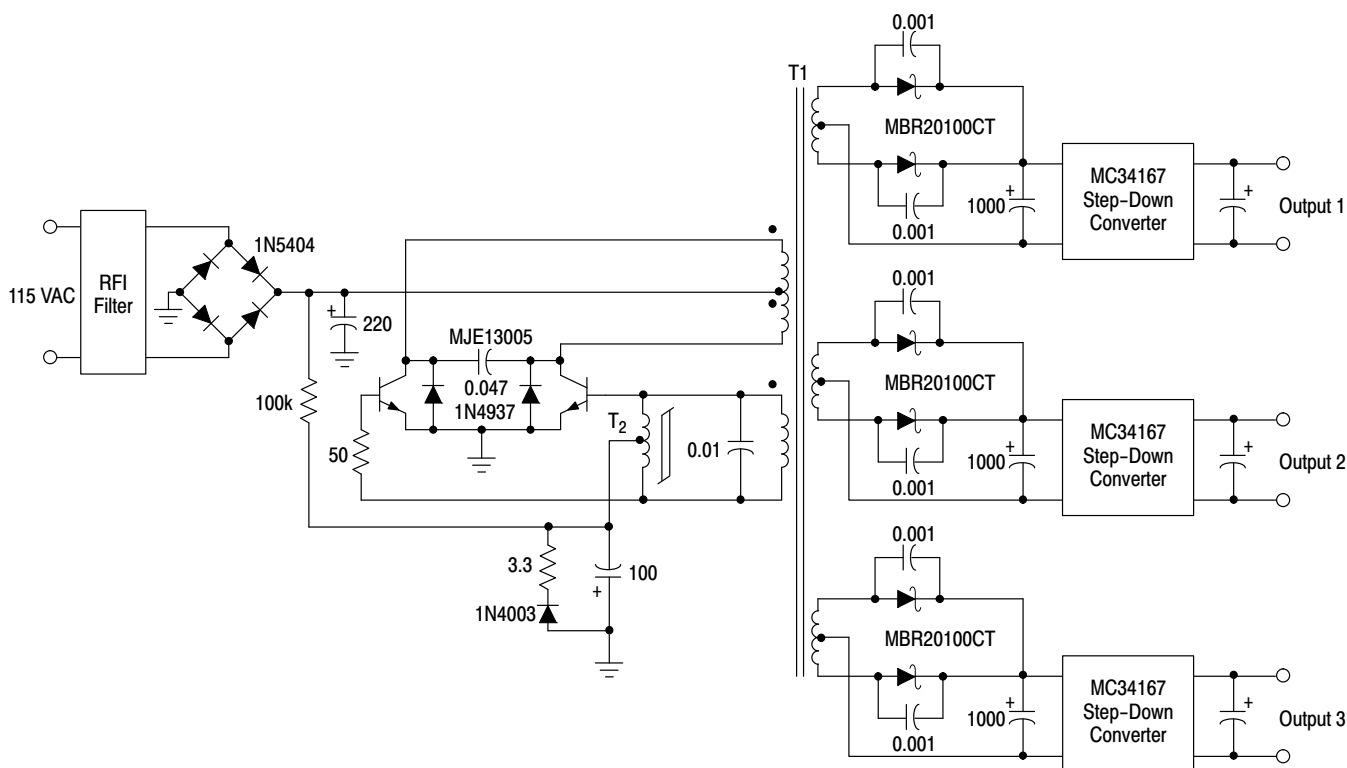 0.001
T1
MBR20100CT
0.001
1000
+
MC34167
Step-Down
Converter
+
Output 1
1N5404
115 VAC
RFI
Filter
+
220
100k
MJE13005
0.047
1N4937
50
T2
0.01
3.3
100
+
1N4003
0.001
MBR20100CT
0.001
1000
+
MC34167
Step-Down
Converter
+
Output 2
0.001
MBR20100CT
0.001
1000
+
MC34167
Step-Down
Converter
+
Output 3